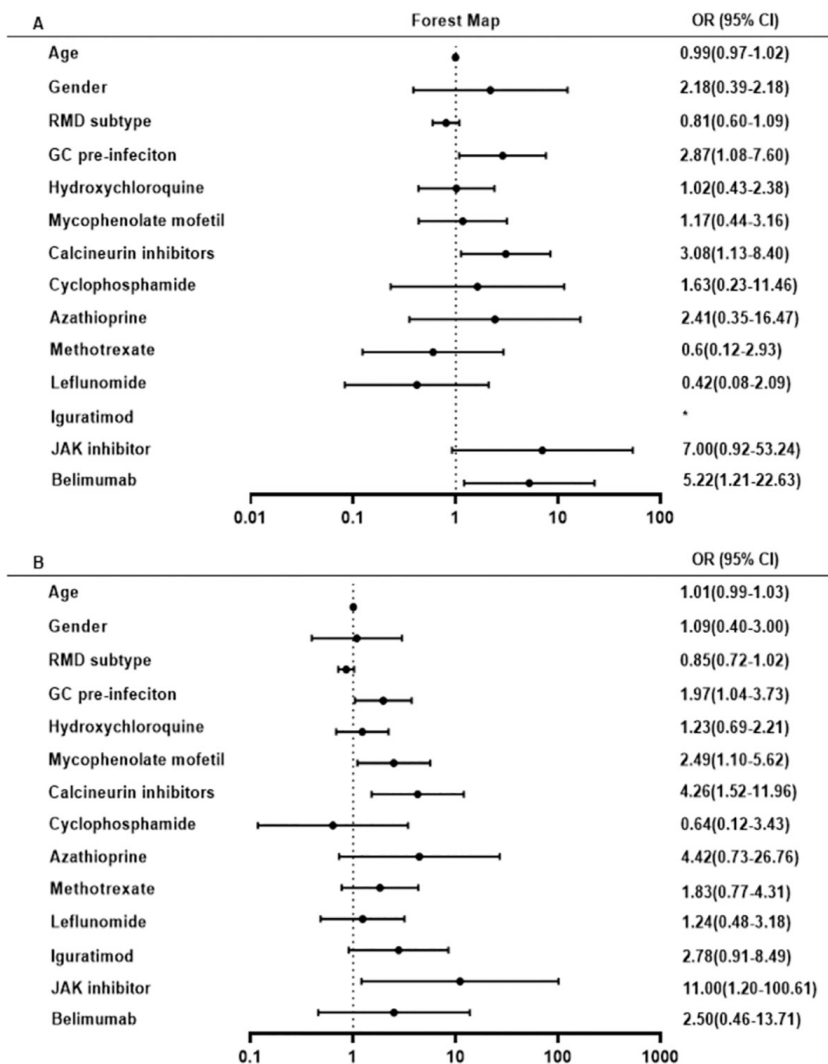 A Forest Map OR (95% CI)
Age 0.99(0.97-1.02)
Gender 2.18(0.39-2.18)
RMD subtype 0.81(0.60-1.09)
GC pre-infeciton 2.87(1.08-7.60)
Hydroxychloroquine 1.02(0.43-2.38)
Mycophenolate mofetil 1.17(0.44-3.16)
Calcineurin inhibitors 3.08(1.13-8.40)
Cyclophosphamide 1.63(0.23-11.46)
Azathioprine 2.41(0.35-16.47)
Methotrexate 0.6(0.12-2.93)
Leflunomide 0.42(0.08-2.09)
Iguratimod *
JAK inhibitor 7.00(0.92-53.24)
Belimumab 5.22(1.21-22.63)
0.01 0.1 1 10 100
B OR (95% CI)
Age 1.01(0.99-1.03)
Gender 1.09(0.40-3.00)
RMD subtype 0.85(0.72-1.02)
GC pre-infeciton 1.97(1.04-3.73)
Hydroxychloroquine 1.23(0.69-2.21)
Mycophenolate mofetil 2.49(1.10-5.62)
Calcineurin inhibitors 4.26(1.52-11.96)
Cyclophosphamide 0.64(0.12-3.43)
Azathioprine 4.42(0.73-26.76)
Methotrexate 1.83(0.77-4.31)
Leflunomide 1.24(0.48-3.18)
Iguratimod 2.78(0.91-8.49)
JAK inhibitor 11.00(1.20-100.61)
Belimumab 2.50(0.46-13.71)
0.1 1 10 100 1000